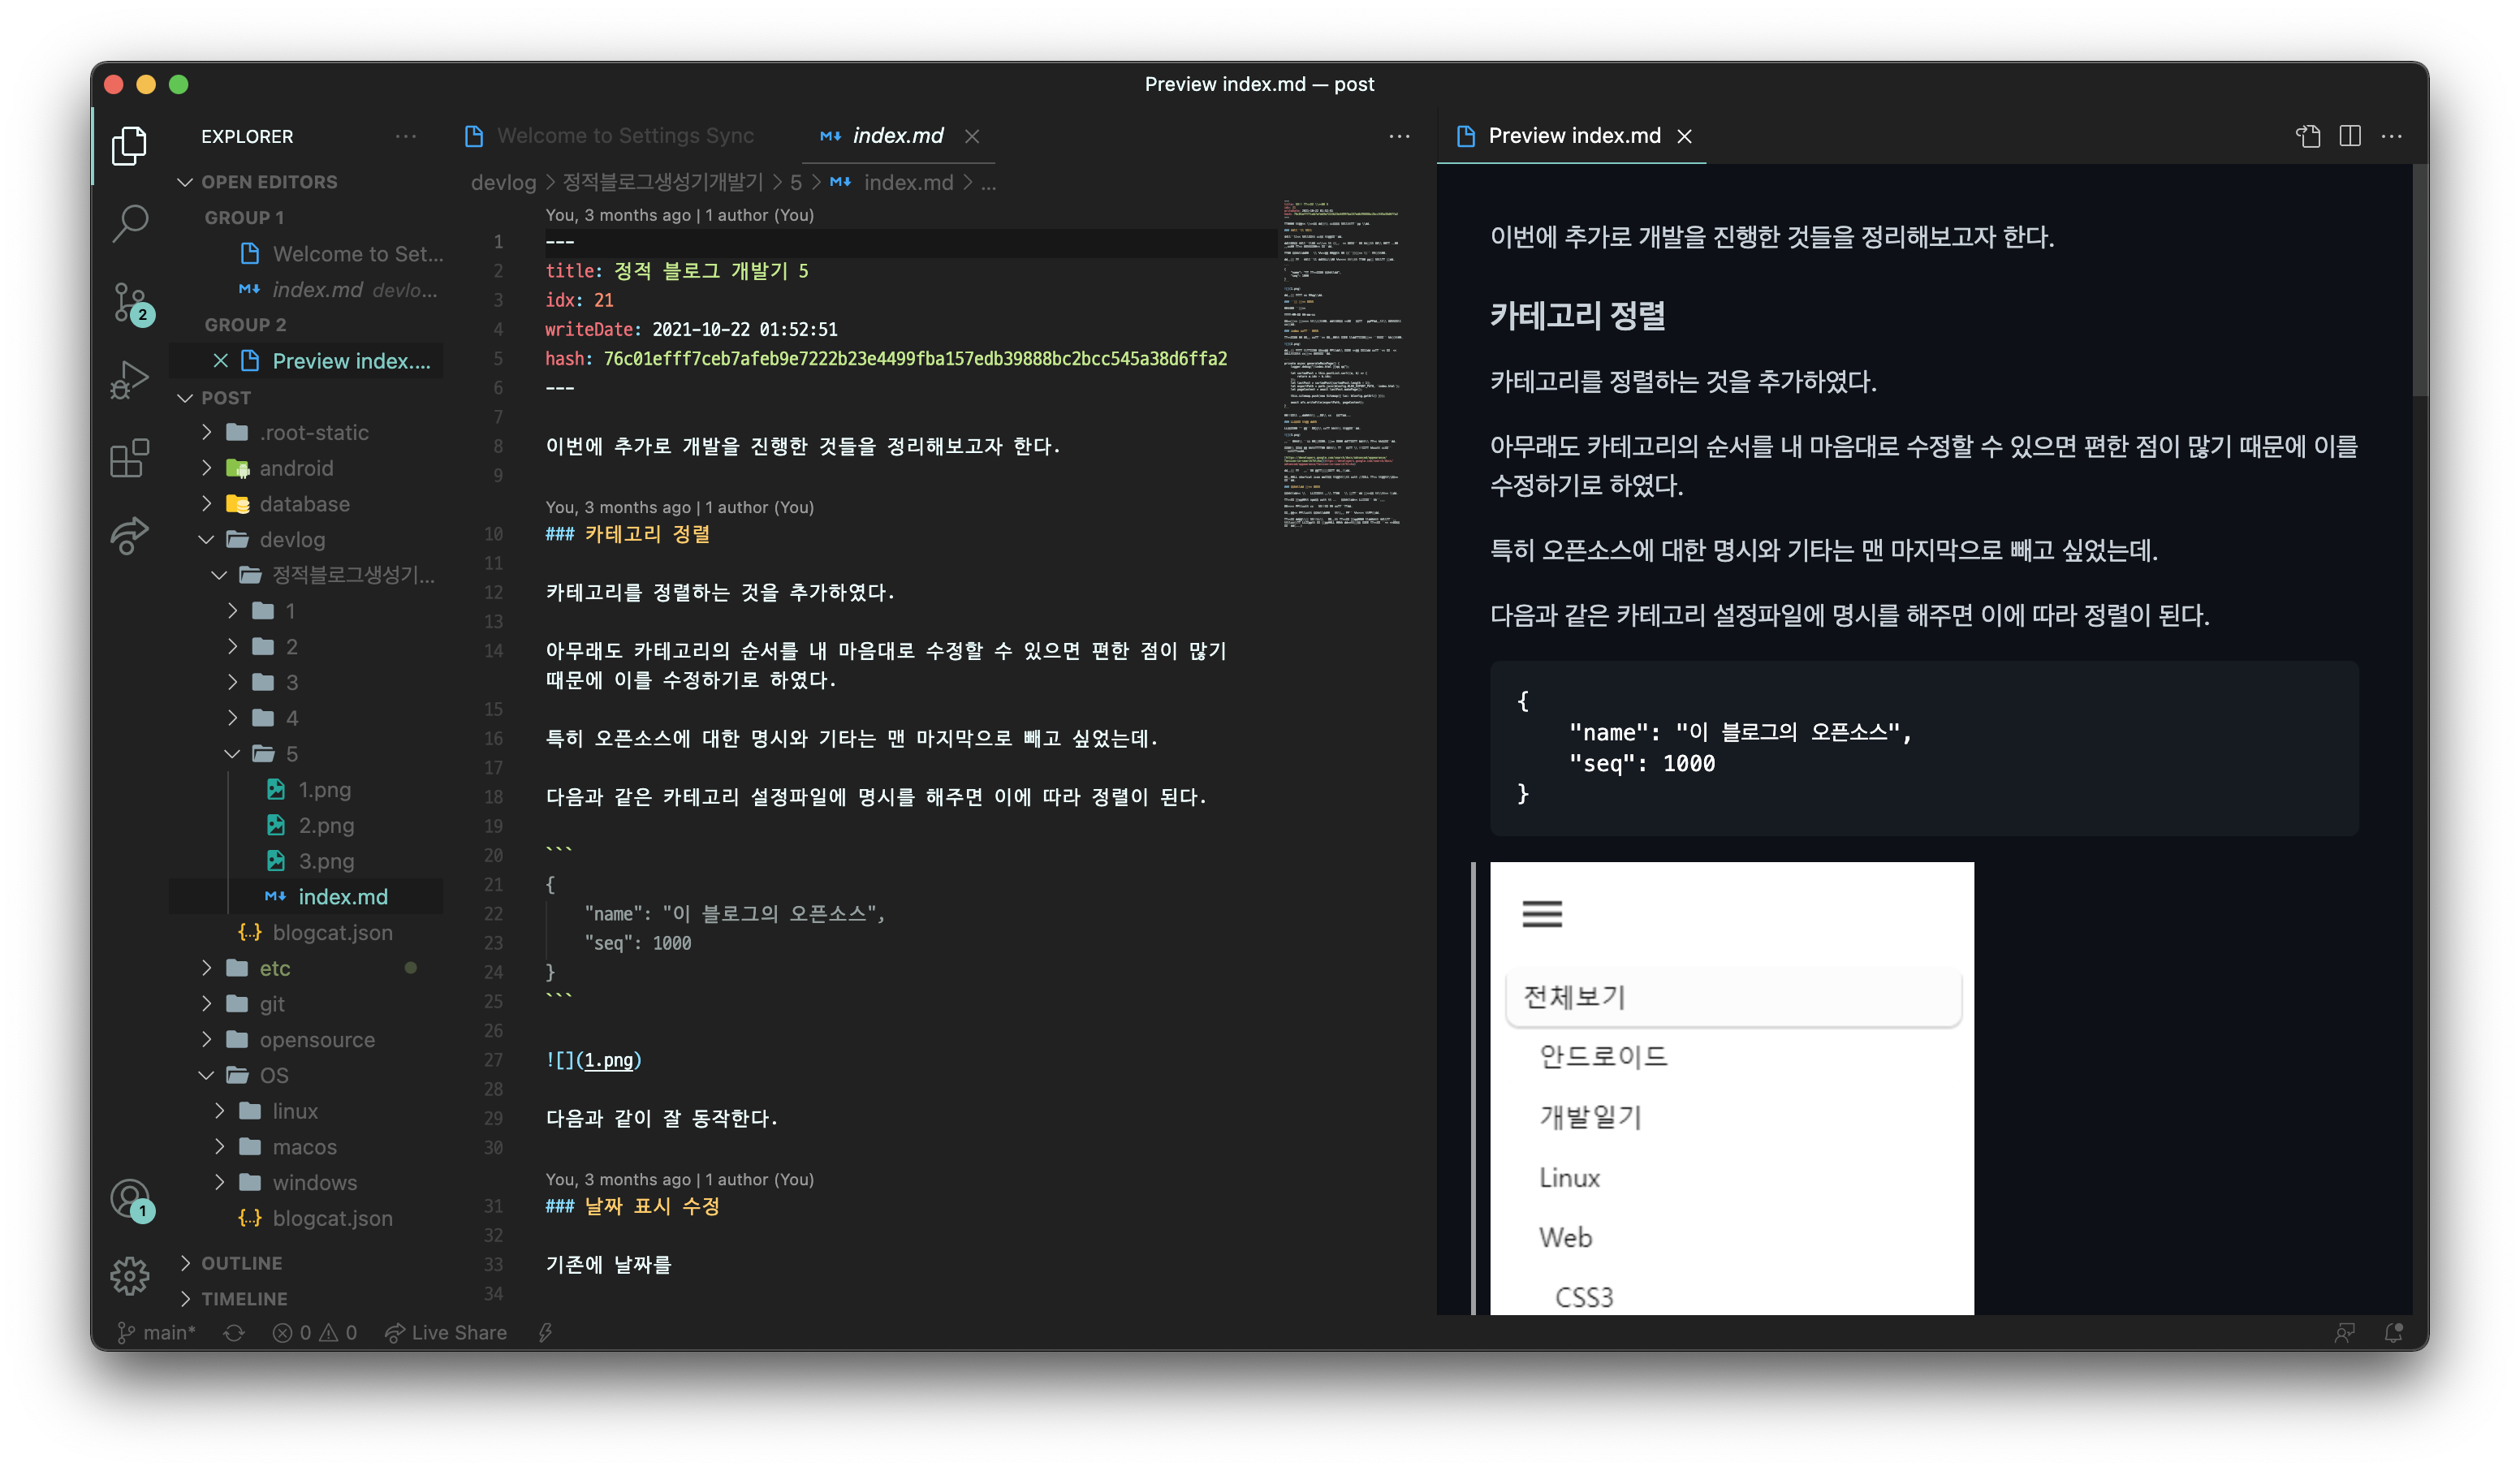 Preview index.md — post
EXPLORER
OPEN EDITORS
GROUP 1
Welcome to Set...
index.md devlo...
GROUP 2
Preview index....
POST
.root-static
android
database
devlog
정적블로그생성기...
1
2
3
4
5
1.png
2.png
3.png
index.md
blogcat.json
etc
git
opensource
OS
linux
macos
windows
blogcat.json
OUTLINE
TIMELINE
2
1
Welcome to Settings Sync
index.md
devlog > 정적블로그생성기개발기 > 5 > index.md > ...
You, 3 months ago | 1 author (You)
1 ---
2 title: 정적 블로그 개발기 5
3 idx: 21
4 writeDate: 2021-10-22 01:52:51
5 hash: 76c01efff7ceb7afeb9e7222b23e4499fba157edb39888bc2bcc545a38d6ffa2
6 ---
7
8 이번에 추가로 개발을 진행한 것들을 정리해보고자 한다.
9
You, 3 months ago | 1 author (You)
10 ### 카테고리 정렬
11
12 카테고리를 정렬하는 것을 추가하였다.
13
14 아무래도 카테고리의 순서를 내 마음대로 수정할 수 있으면 편한 점이 많기
때문에 이를 수정하기로 하였다.
15
16 특히 오픈소스에 대한 명시와 기타는 맨 마지막으로 빼고 싶었는데.
17
18 다음과 같은 카테고리 설정파일에 명시를 해주면 이에 따라 정렬이 된다.
19
20 ```
21 {
22 "name": "이 블로그의 오픈소스",
23 "seq": 1000
24 }
25 ```
26
27 ![](1.png)
28
29 다음과 같이 잘 동작한다.
30
You, 3 months ago | 1 author (You)
31 ### 날짜 표시 수정
32
33 기존에 날짜를
34
Preview index.md
이번에 추가로 개발을 진행한 것들을 정리해보고자 한다.
카테고리 정렬
카테고리를 정렬하는 것을 추가하였다.
아무래도 카테고리의 순서를 내 마음대로 수정할 수 있으면 편한 점이 많기 때문에 이를
수정하기로 하였다.
특히 오픈소스에 대한 명시와 기타는 맨 마지막으로 빼고 싶었는데.
다음과 같은 카테고리 설정파일에 명시를 해주면 이에 따라 정렬이 된다.
{
"name": "이 블로그의 오픈소스",
"seq": 1000
}
전체보기
안드로이드
개발일기
Linux
Web
CSS3
main* 0 0 Live Share